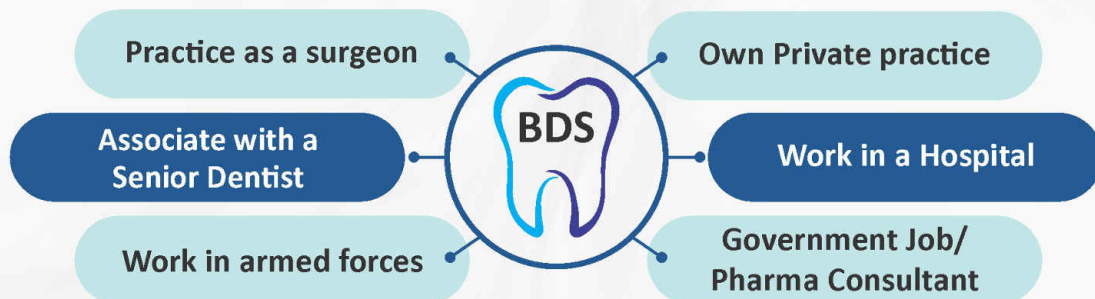 Practice as a surgeon
Associate with a
Senior Dentist
Work in armed forces
BDS
Own Private practice
Work in a Hospital
Government Job/
Pharma Consultant